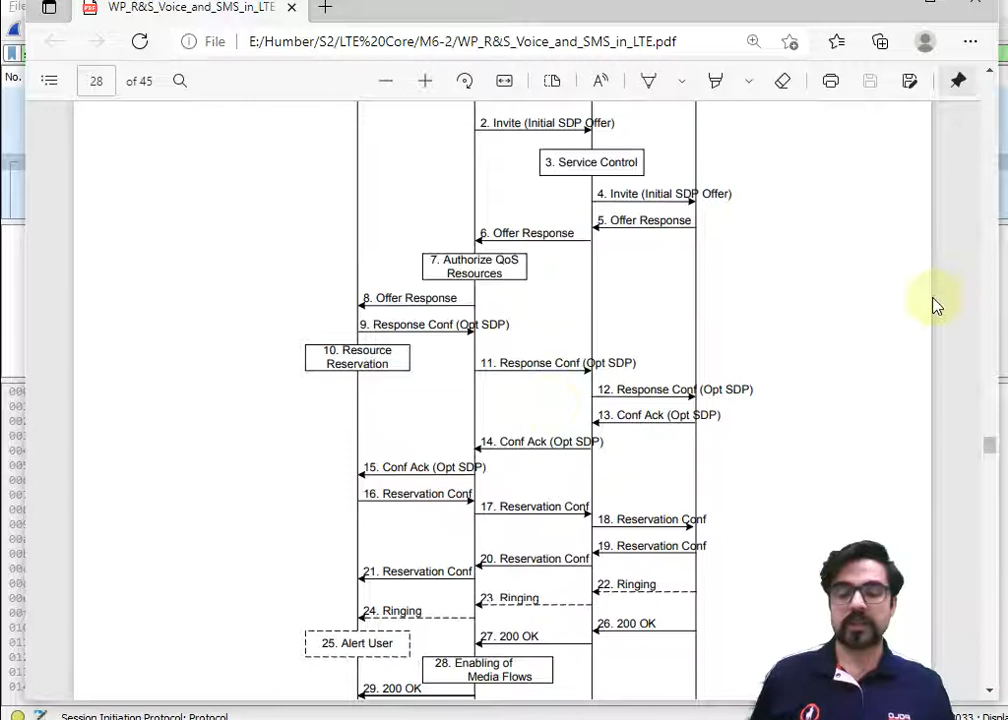 File
WP_R&S_Voice_and_SMS_in_LTE
File
E:/Humber/S2/LTE%20Core/M6-2/WP_R&S_Voice_and_SMS_in_LTE.pdf
No.
28 of 45
2. Invite (Initial SDP Offer)
3. Service Control
4. Invite (Initial SDP Offer)
5. Offer Response
6. Offer Response
7. Authorize QoS
Resources
8. Offer Response
9. Response Conf (Opt SDP)
10. Resource
Reservation
11. Response Conf (Opt SDP)
12. Response Conf (Opt SDP)
13. Conf Ack (Opt SDP)
14. Conf Ack (Opt SDP)
15. Conf Ack (Opt SDP)
16. Reservation Conf
17. Reservation Conf
18. Reservation Conf
19. Reservation Conf
20. Reservation Conf
21. Reservation Conf
22. Ringing
23. Ringing
24. Ringing
25. Alert User
26. 200 OK
27. 200 OK
28. Enabling of
Media Flows
29. 200 OK
Session Initiation Protocol: Protocol